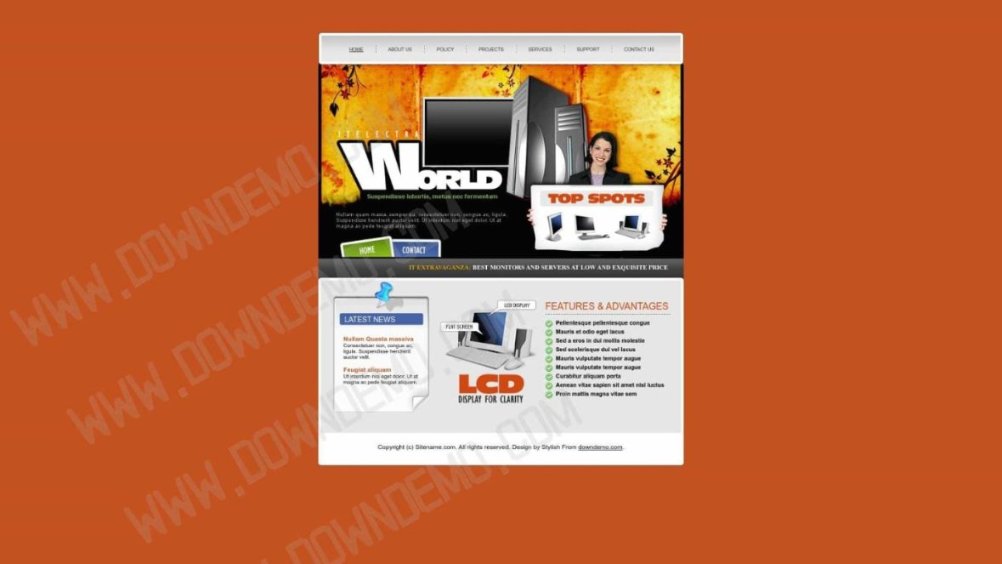 HOME ABOUT US POLICY PROJECTS SERVICES SUPPORT CONTACT US
ITELECTRA
WORLD
Suspendisse lobortis, metus nec fermentum
TOP SPOTS
Nullam quam massa, semper eu, consectetuer non, congue ac, ligula.
Suspendisse hendrerit auctor velit. Ut interdum nisi eget dolor. Ut at
magna ac pede feugiat aliquam.
HOME CONTACT
IT EXTRAVAGANZA: BEST MONITORS AND SERVERS AT LOW AND EXQUISITE PRICE
LATEST NEWS
Nullam Questa massiva
Consectetuer non, congue ac,
ligula. Suspendisse hendrerit
auctor velit.
Feugist aliquam
Ut interdum nisi eget dolor. Ut at
magna ac pede feugiat aliquam.
LCD DISPLAY
FLAT SCREEN
LCD
DISPLAY FOR CLARITY
FEATURES & ADVANTAGES
Pellentesque pellentesque congue
Mauris et odio eget lacus
Sed a eros in dui mollis molestie
Sed scelerisque dui vel lacus
Mauris vulputate tempor augue
Mauris vulputate tempor augue
Curabitur aliquam porta
Aenean vitae sapien sit amet nisl luctus
Proin mattis magna vitae sem
Copyright (c) Sitename.com. All rights reserved. Design by Stylish From downdemo.com.
WWW.DOWNDEMO.COM
WWW.DOWNDEMO.COM
WWW.DOWNDEMO.COM
WWW.DOWNDEMO.COM